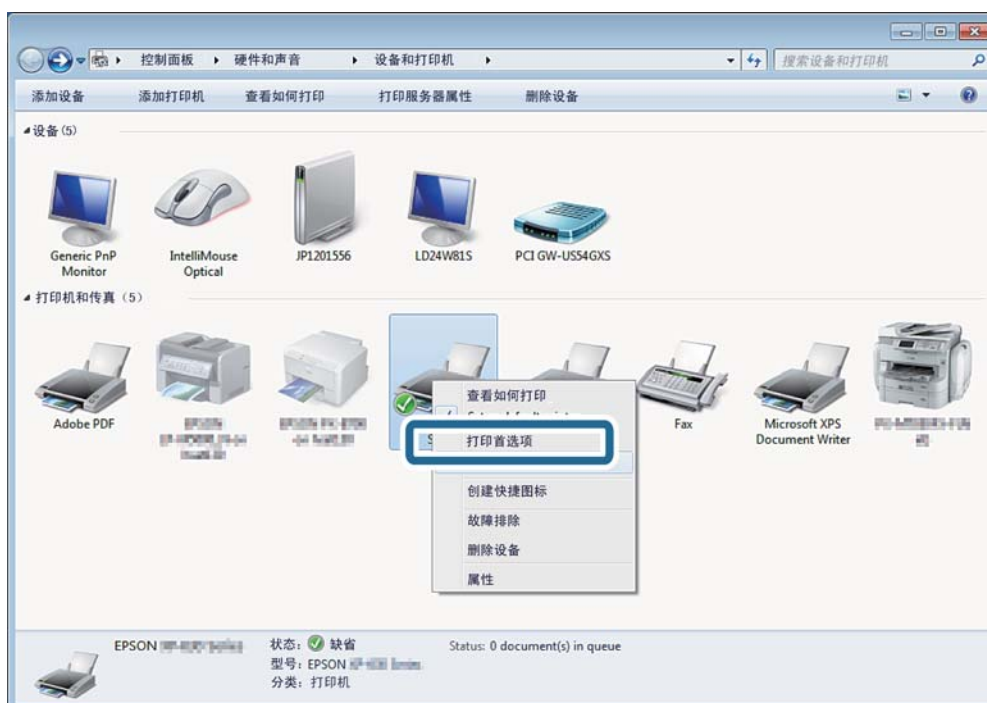 控制面板 ▸ 硬件和声音 ▸ 设备和打印机 ▸
搜索设备和打印机
添加设备 添加打印机 查看如何打印 打印服务器属性 删除设备
设备 (5)
Generic PnP
Monitor
IntelliMouse
Optical
JP1201556
LD24W81S
PCI GW-US54GXS
打印机和传真 (5)
Adobe PDF
Fax
Microsoft XPS
Document Writer
查看如何打印
打印首选项
创建快捷图标
故障排除
删除设备
属性
EPSON
状态: 缺省
Status: 0 document(s) in queue
型号: EPSON
分类: 打印机